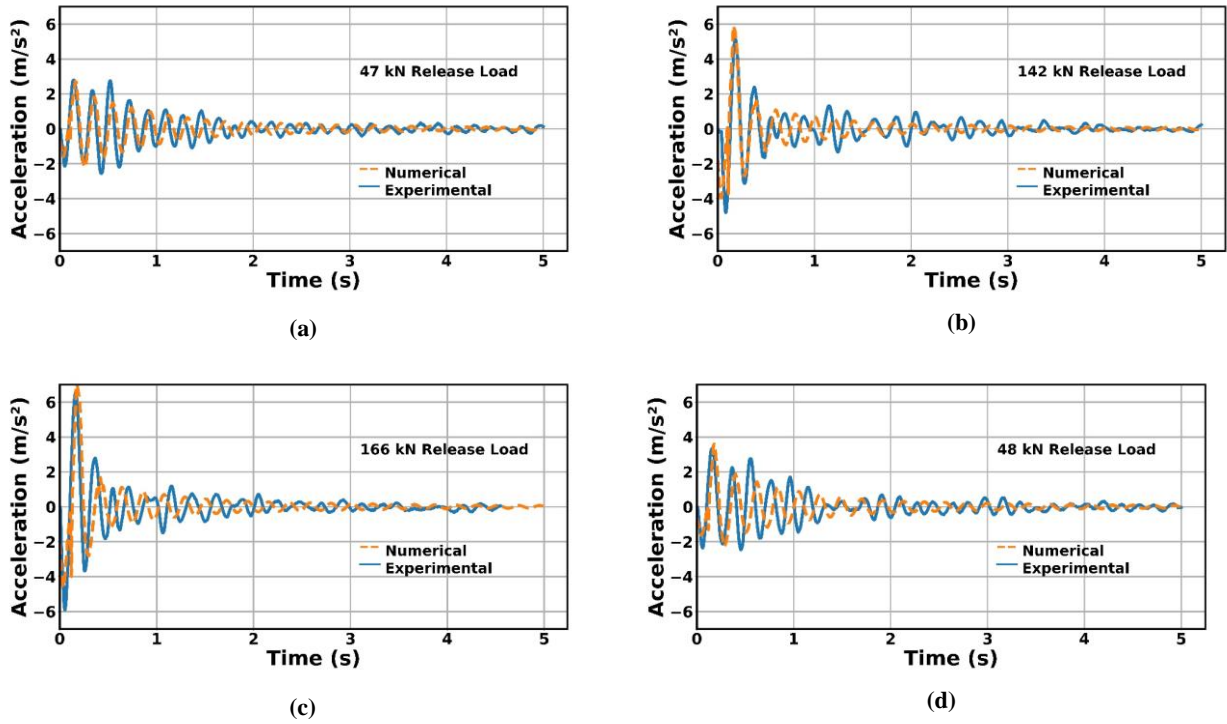 Acceleration (m/s²)
6
4
2
0
−2
−4
−6
47 kN Release Load
Numerical
Experimental
0 1 2 3 4 5
Time (s)
(a)
Acceleration (m/s²)
6
4
2
0
−2
−4
−6
142 kN Release Load
Numerical
Experimental
0 1 2 3 4 5
Time (s)
(b)
Acceleration (m/s²)
6
4
2
0
−2
−4
−6
166 kN Release Load
Numerical
Experimental
0 1 2 3 4 5
Time (s)
(c)
Acceleration (m/s²)
6
4
2
0
−2
−4
−6
48 kN Release Load
Numerical
Experimental
0 1 2 3 4 5
Time (s)
(d)